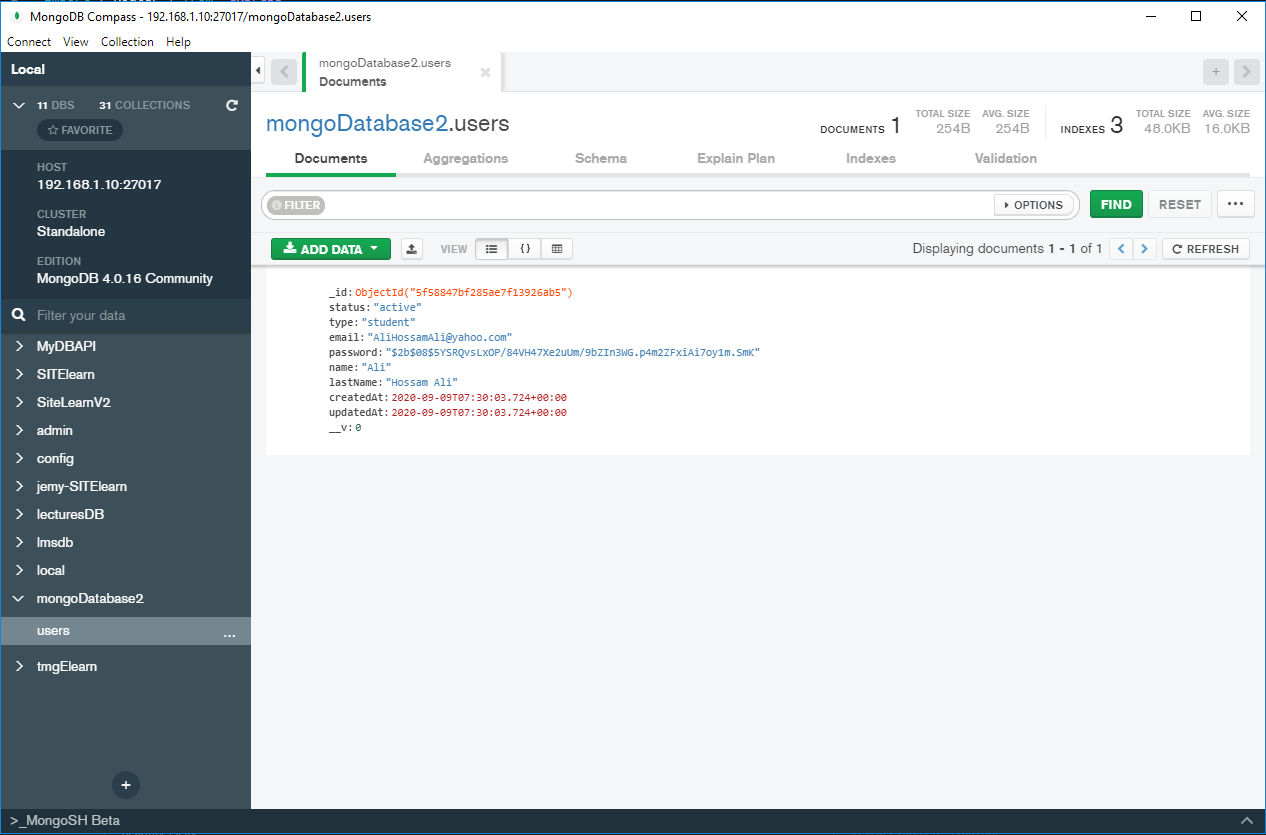 MongoDB Compass - 192.168.1.10:27017/mongoDatabase2.users
Connect View Collection Help
Local
11 DBS 31 COLLECTIONS
FAVORITE
HOST
192.168.1.10:27017
CLUSTER
Standalone
EDITION
MongoDB 4.0.16 Community
Filter your data
MyDBAPI
SITElearn
SiteLearnV2
admin
config
jemy-SITElearn
lecturesDB
lmsdb
local
mongoDatabase2
users ...
tmgElearn
+
>_MongoSH Beta
mongoDatabase2.users
Documents
mongoDatabase2.users
DOCUMENTS 1
TOTAL SIZE
254B
AVG. SIZE
254B
INDEXES 3
TOTAL SIZE
48.0KB
AVG. SIZE
16.0KB
Documents Aggregations Schema Explain Plan Indexes Validation
FILTER OPTIONS FIND RESET ...
ADD DATA VIEW { } Displaying documents 1 - 1 of 1 REFRESH
_id: ObjectId("5f58847bf285ae7f13926ab5")
status: "active"
type: "student"
email: "AliHossamAli@yahoo.com"
password: "$2b$08$5YSRQvsLxOP/84VH47Xe2uUm/9bZIn3WG.p4m2ZFxiAi7oy1m.SmK"
name: "Ali"
lastName: "Hossam Ali"
createdAt: 2020-09-09T07:30:03.724+00:00
updatedAt: 2020-09-09T07:30:03.724+00:00
__v: 0